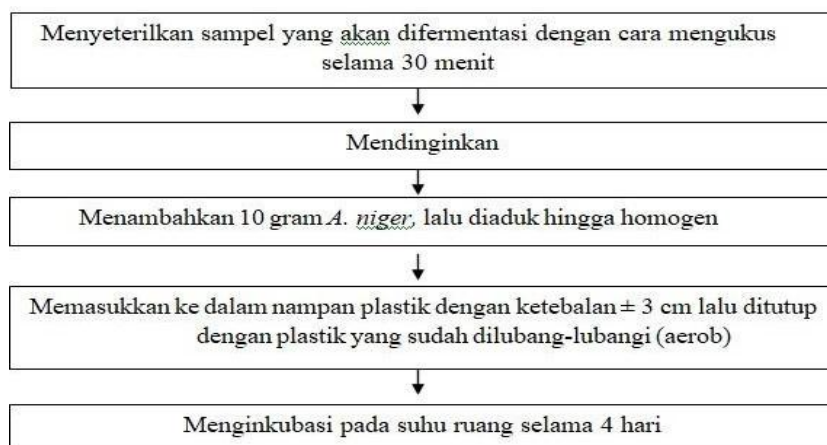 Menyeterilkan sampel yang akan difermentasi dengan cara mengukus
selama 30 menit
Mendinginkan
Menambahkan 10 gram A. niger, lalu diaduk hingga homogen
Memasukkan ke dalam nampan plastik dengan ketebalan ± 3 cm lalu ditutup
dengan plastik yang sudah dilubang-lubangi (aerob)
Menginkubasi pada suhu ruang selama 4 hari